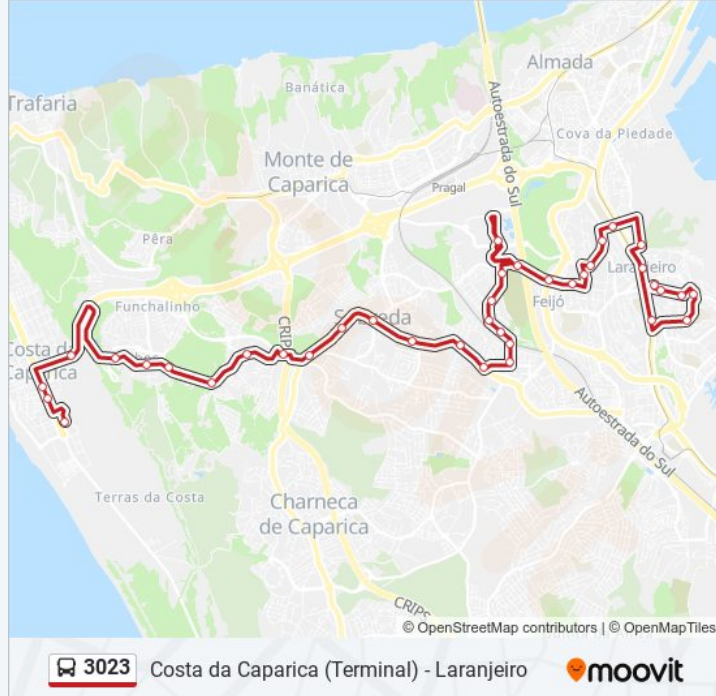 Almada
Banática
Trafaria
Autoestrada do Sul
Cova da Piedade
Monte de
Caparica
Pragal
Pêra
Laranjeiro
Funchalinho
Feijó
CRIPS
Costa da
Caparica
Autoestrada do Sul
Terras da Costa
Charneca
de Caparica
CRIPS
© OpenStreetMap contributors | © OpenMapTiles
3023 Costa da Caparica (Terminal) - Laranjeiro moovit